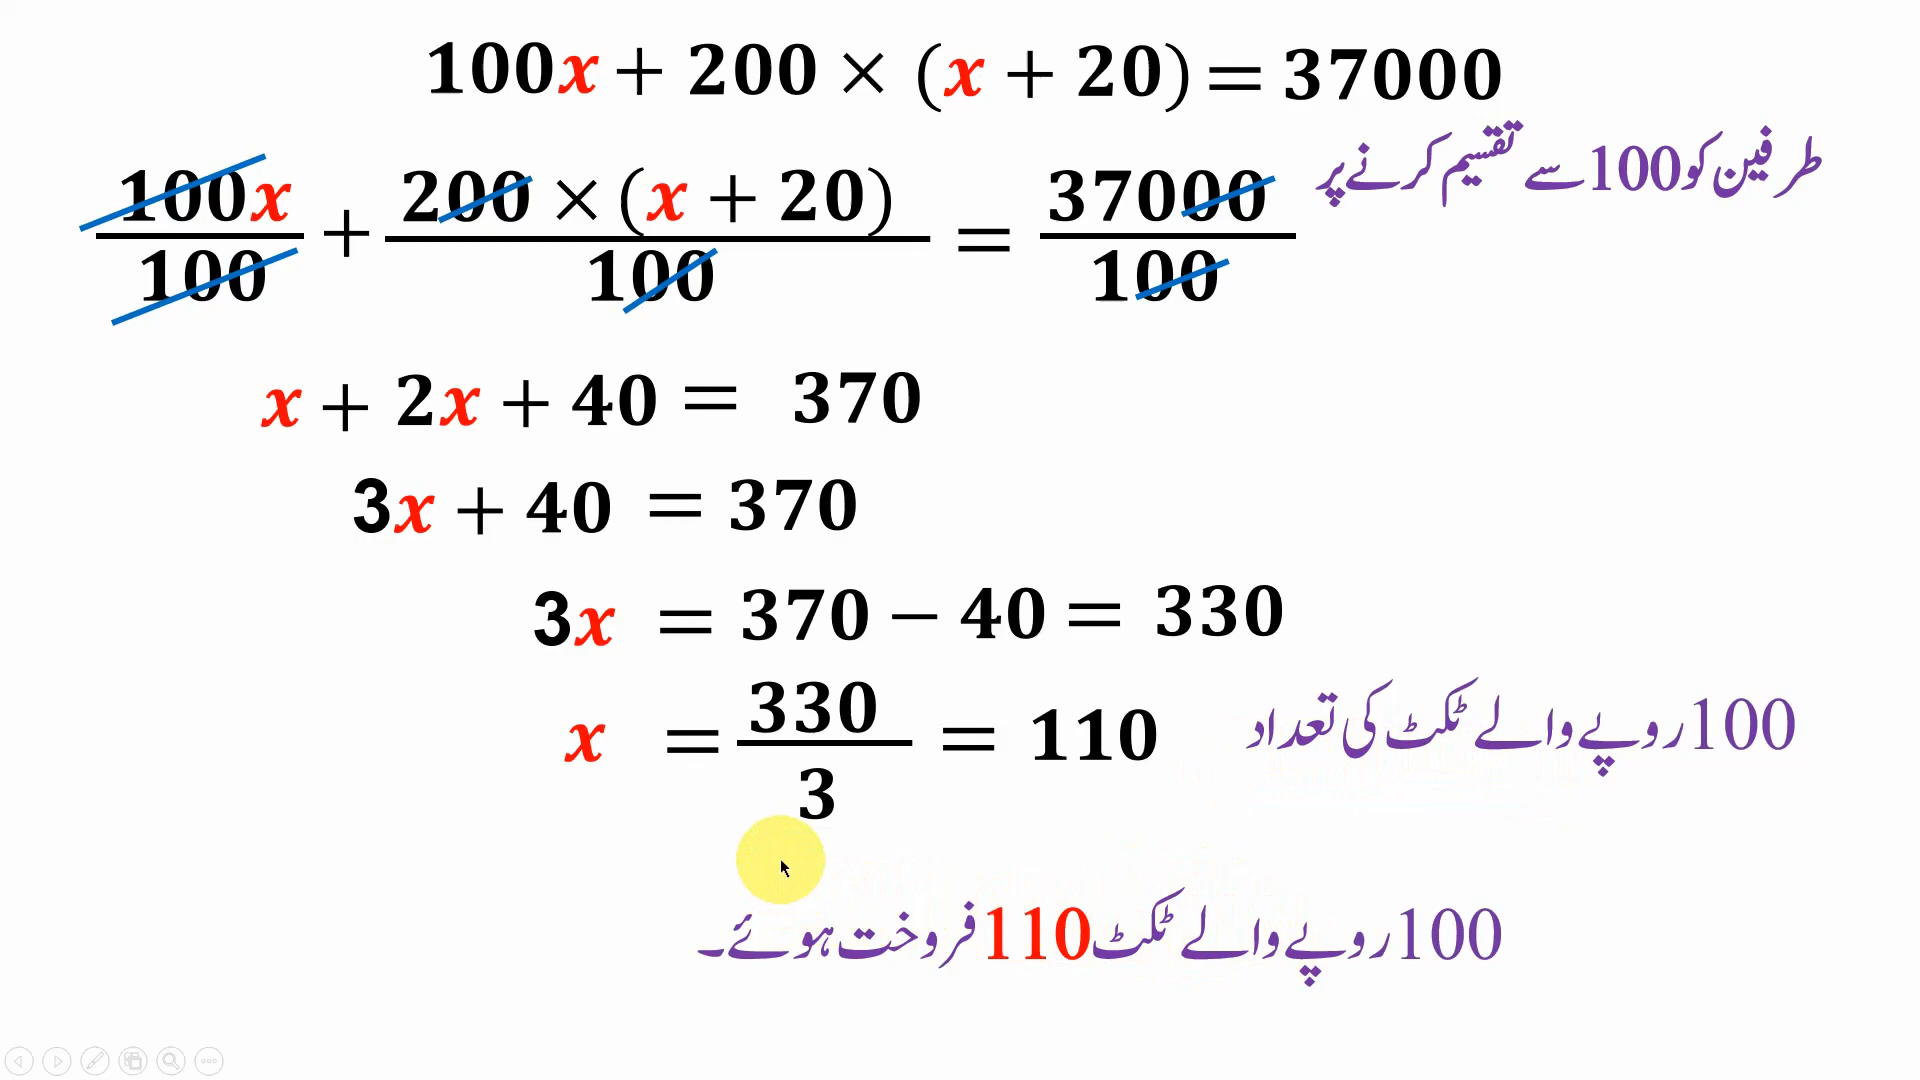 100x + 200 × (x + 20) = 37000
100x/100 + 200 × (x + 20)/100 = 37000/100 طرفین کو 100 سے تقسیم کرنے پر
x + 2x + 40 = 370
3x + 40 = 370
3x = 370 − 40 = 330
x = 330/3 = 110 100 روپے والے ٹکٹ کی تعداد
100 روپے والے ٹکٹ 110 فروخت ہوئے۔